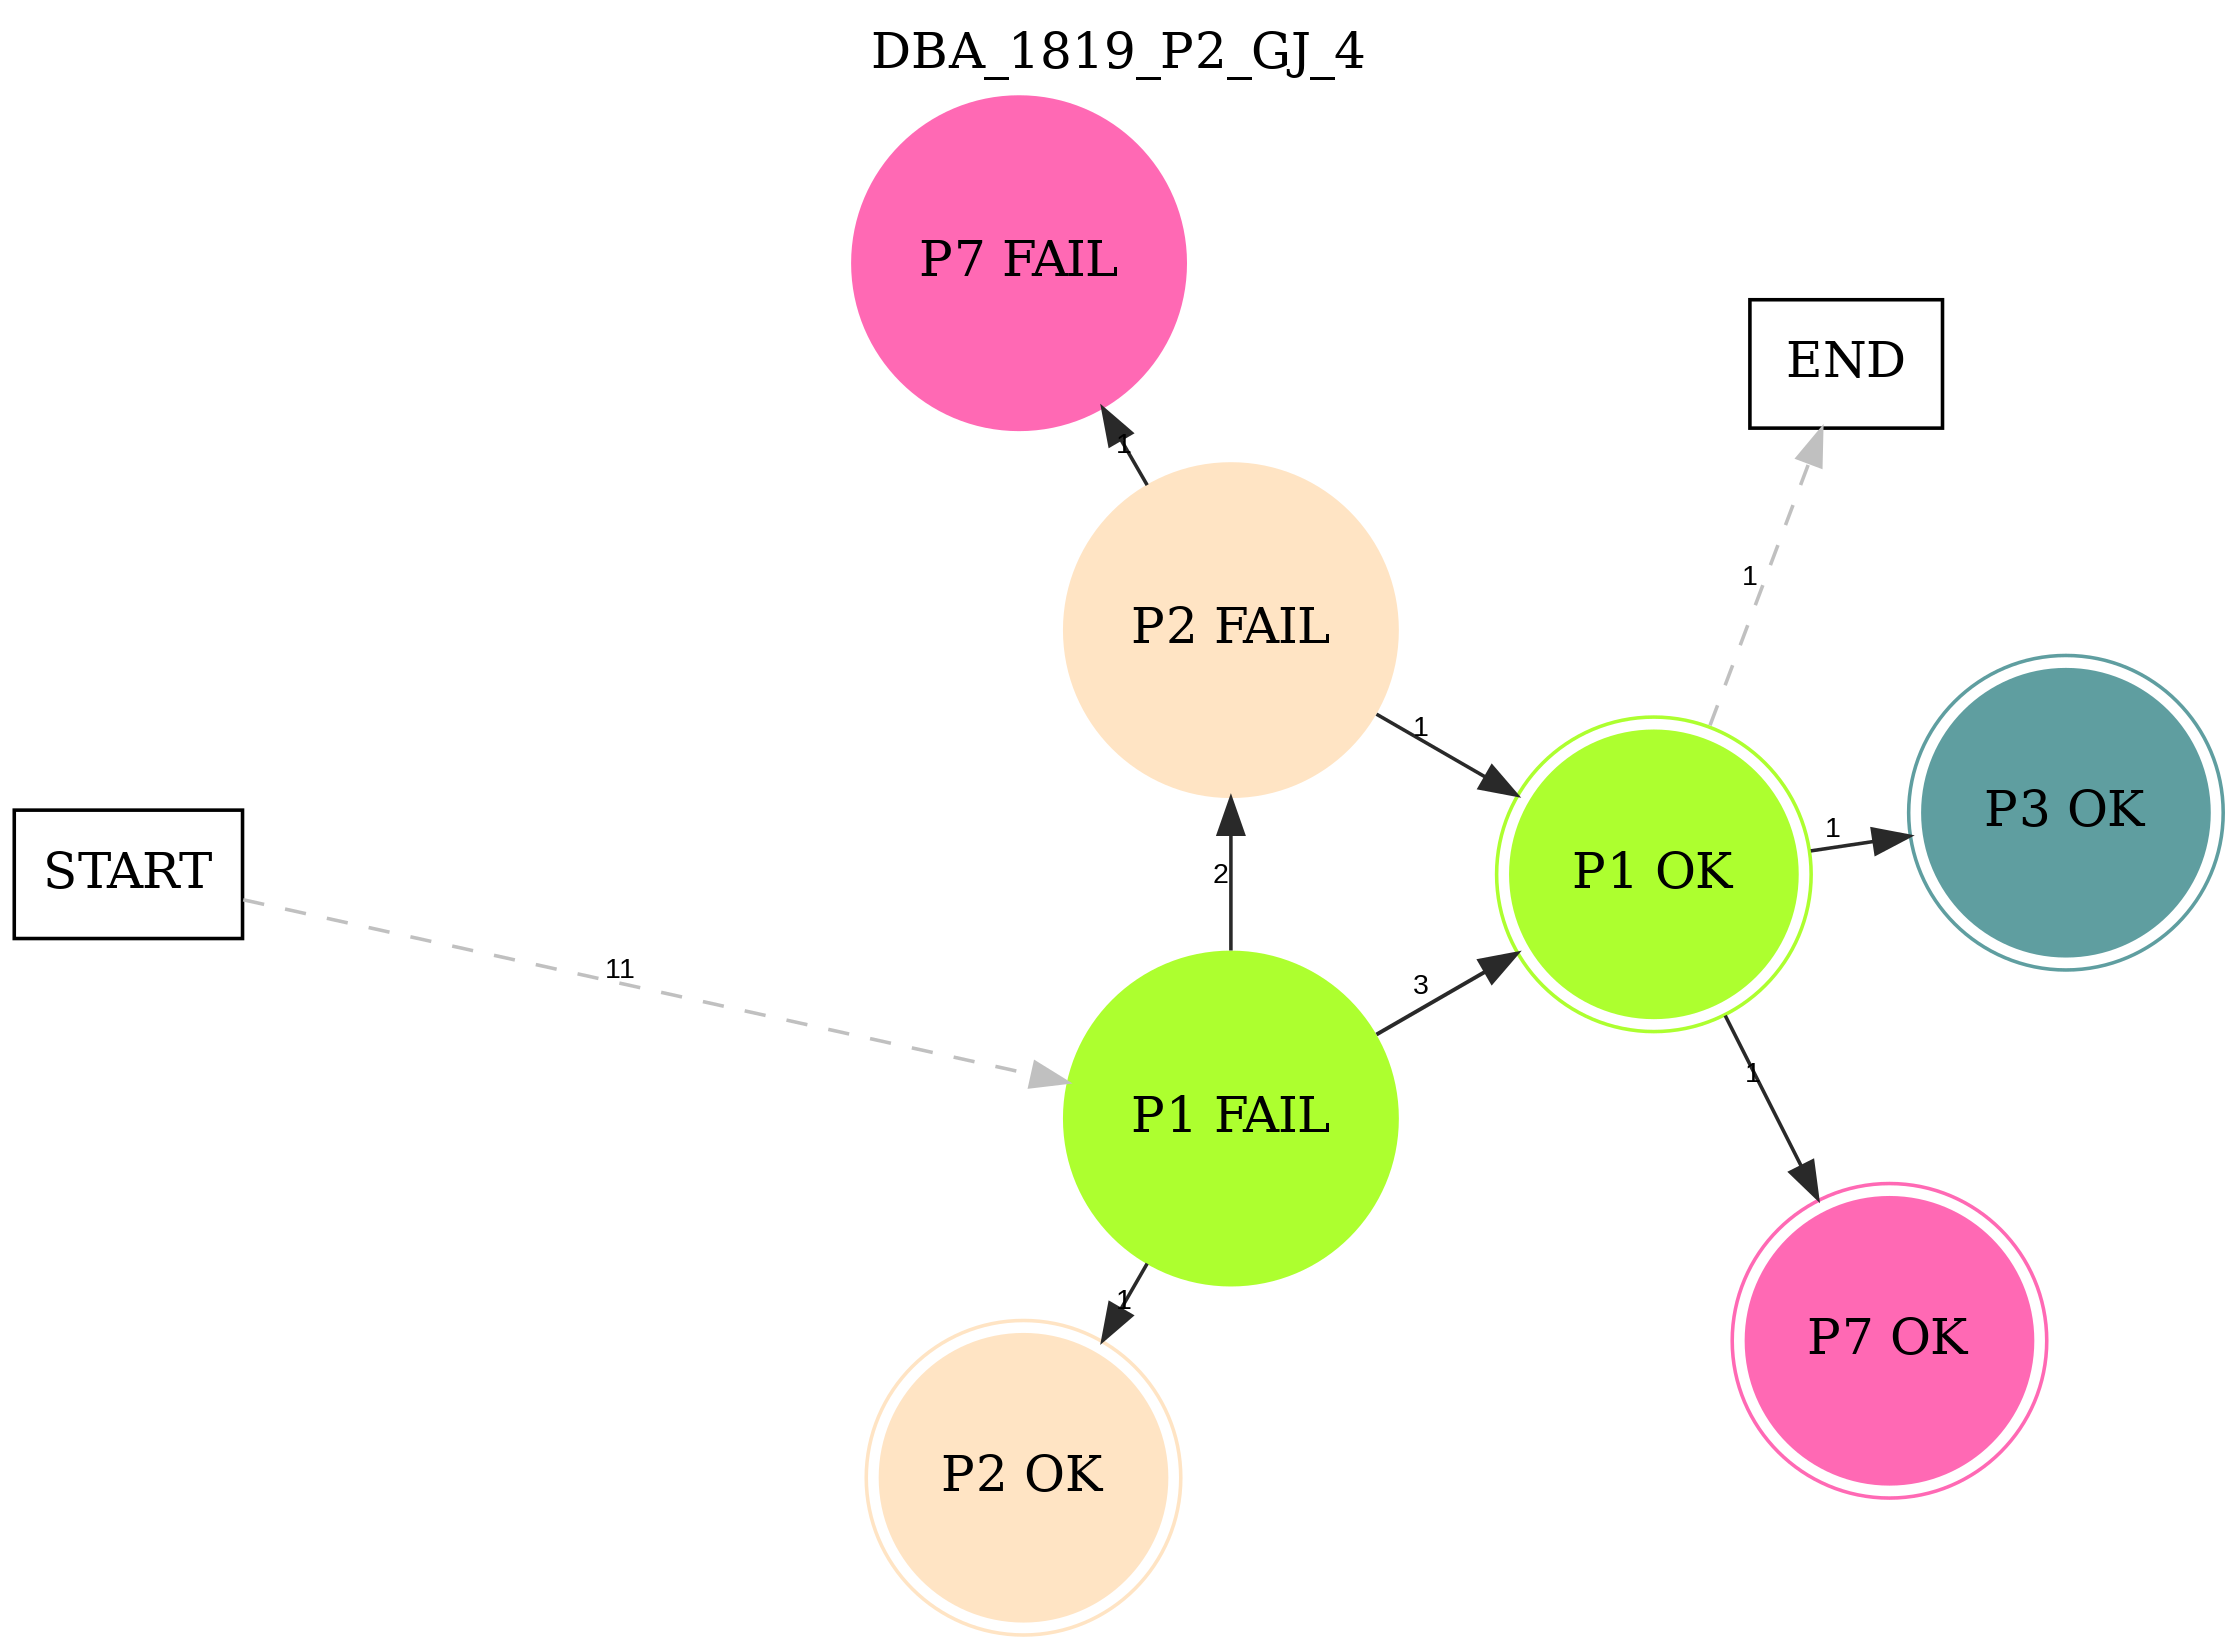 DBA_1819_P2_GJ_4
P7 FAIL
END
1
1
P2 FAIL
1
P3 OK
1
START
2
P1 OK
11
3
1
P1 FAIL
1
P7 OK
P2 OK